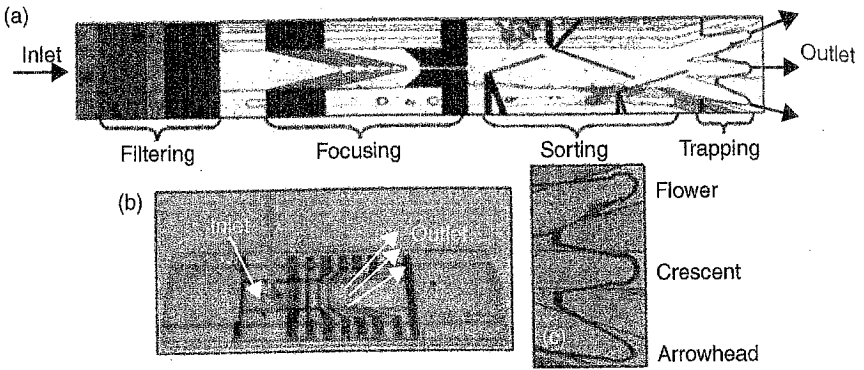 (a)
Inlet
Outlet
Filtering
Focusing
Sorting
Trapping
(b)
Inlet
Outlet
(c)
Flower
Crescent
Arrowhead